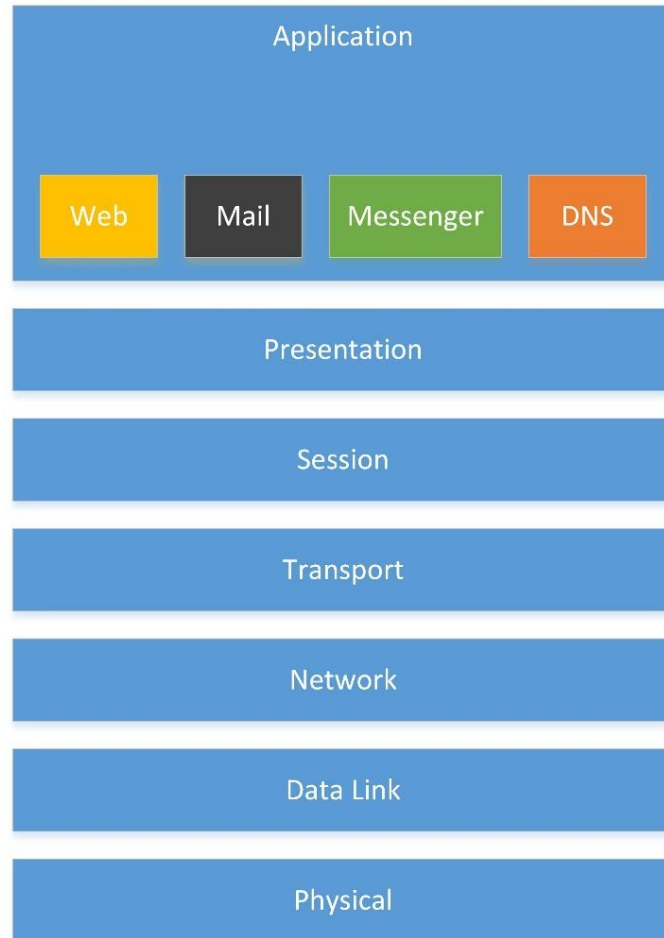 Application
Web Mail Messenger DNS
Presentation
Session
Transport
Network
Data Link
Physical